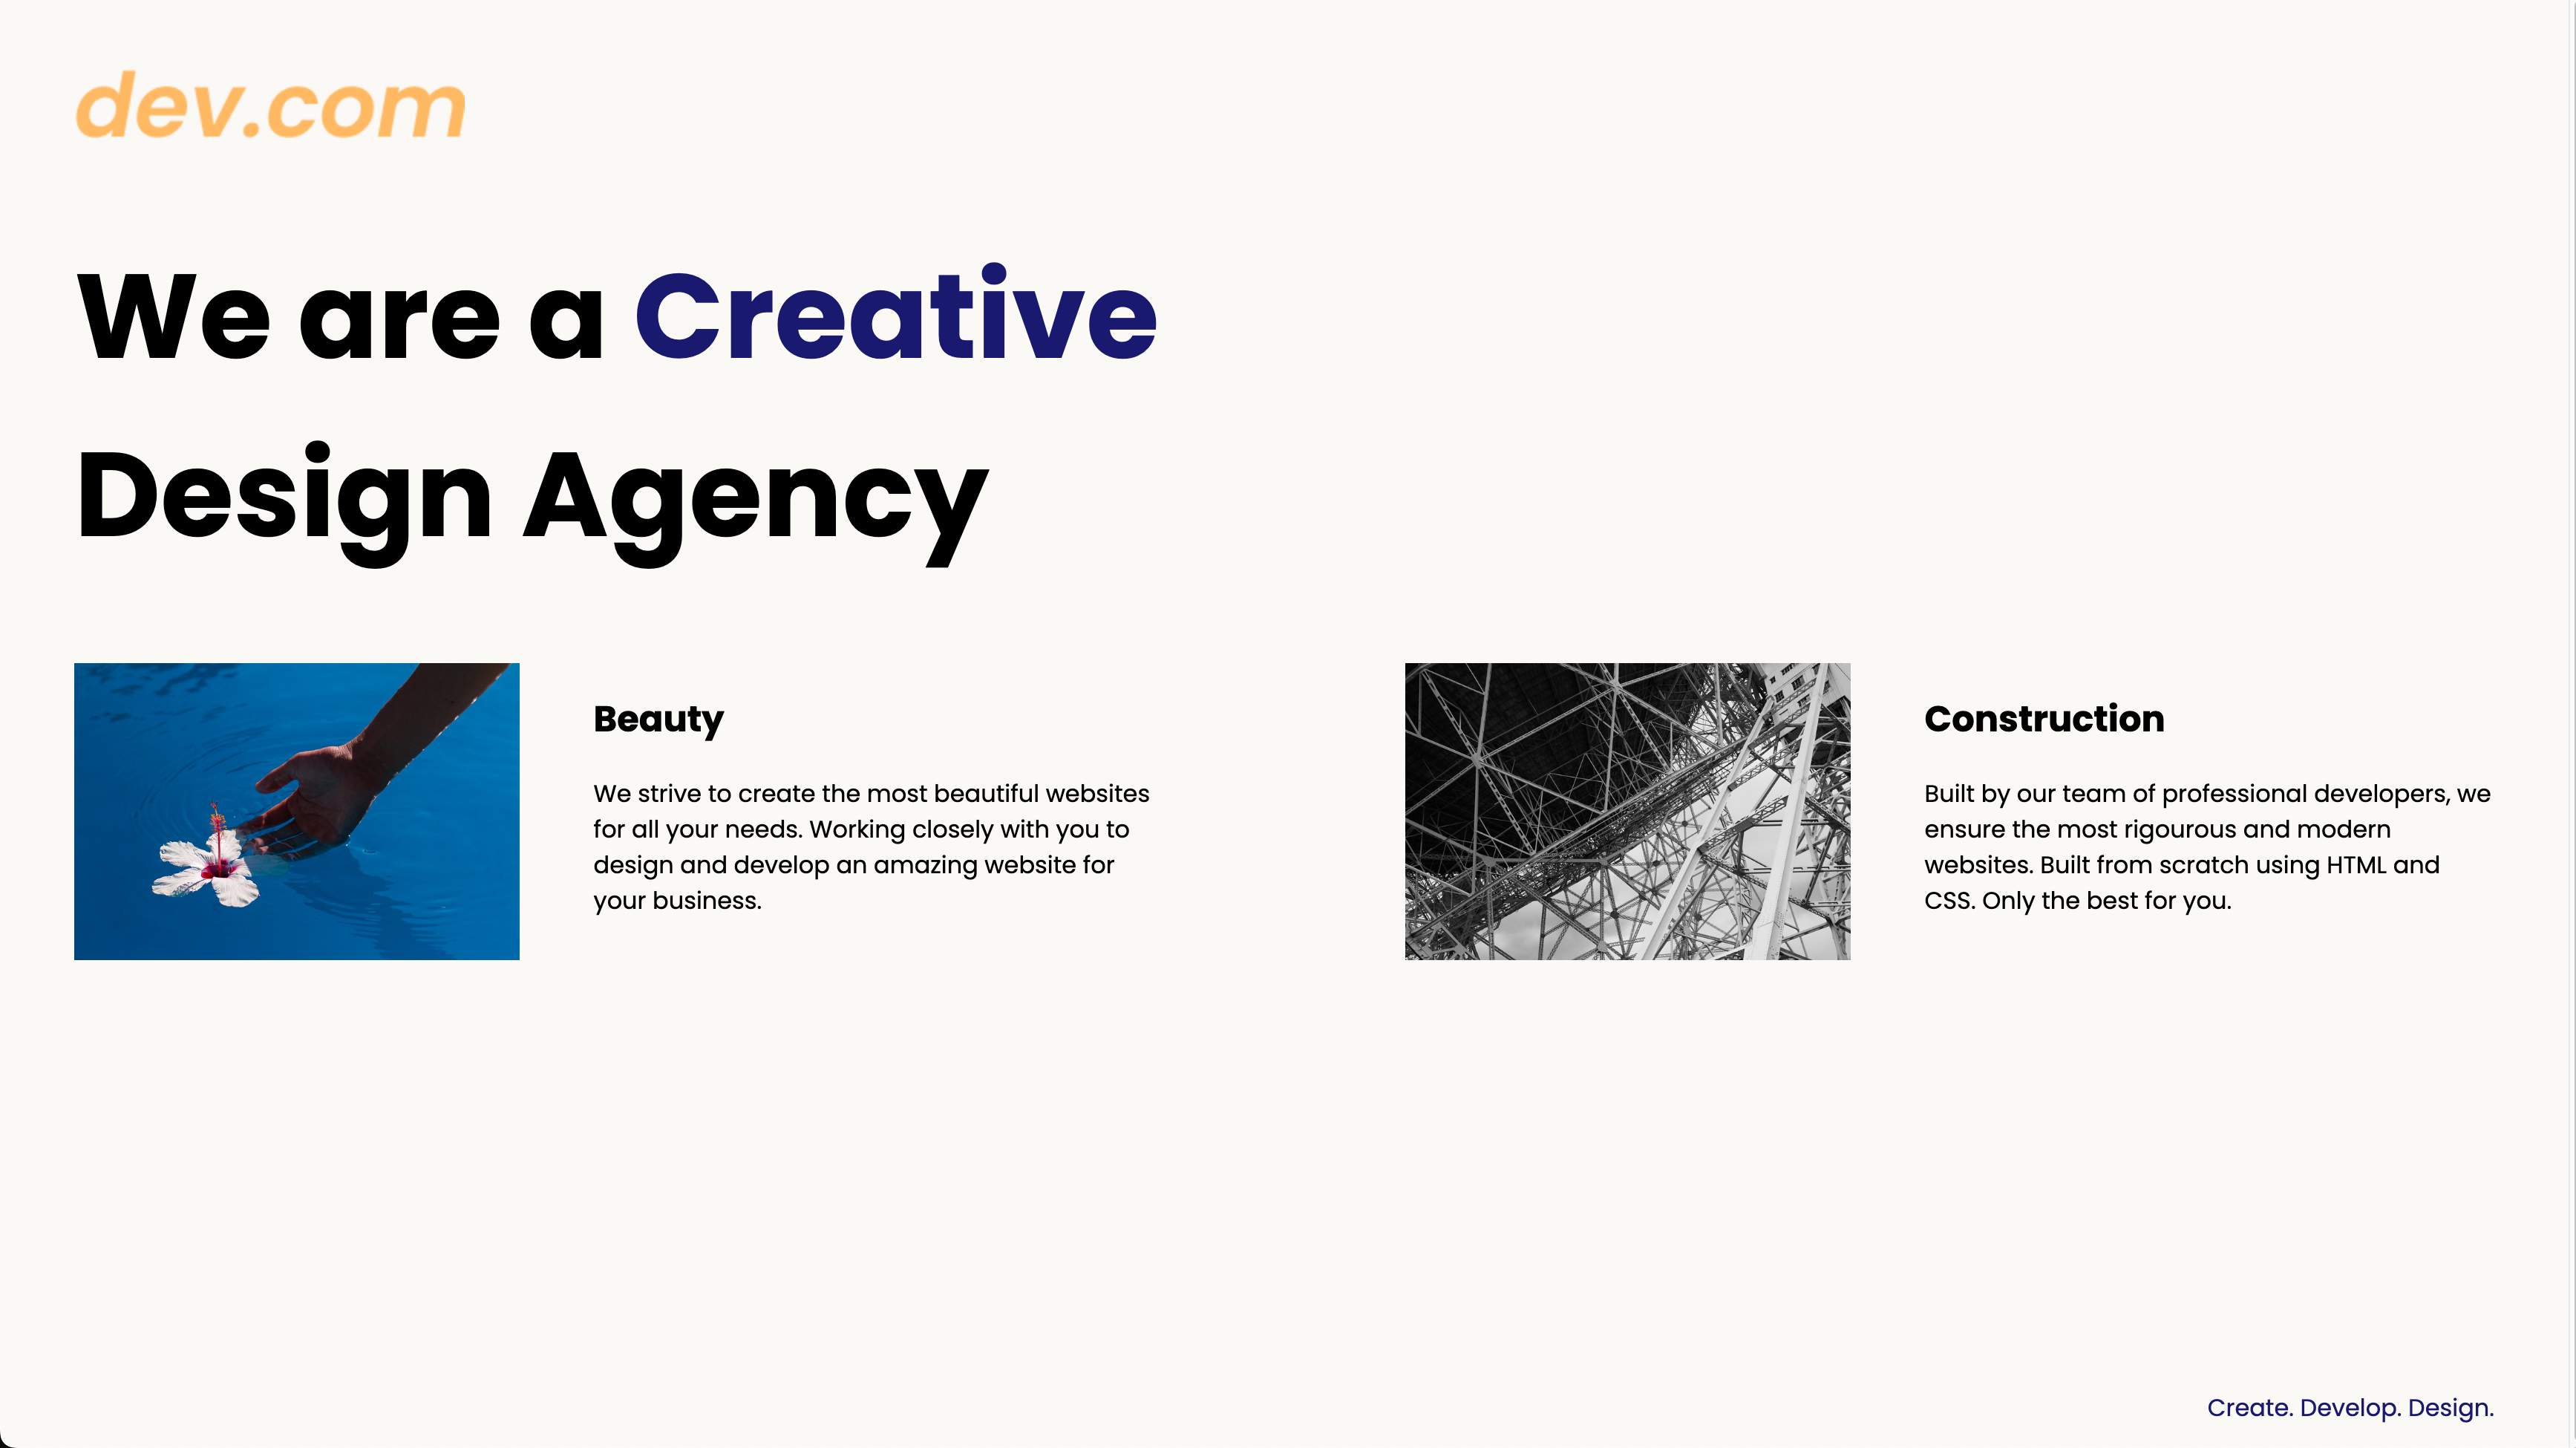 dev.com
We are a Creative
Design Agency
Beauty
We strive to create the most beautiful websites
for all your needs. Working closely with you to
design and develop an amazing website for
your business.
Construction
Built by our team of professional developers, we
ensure the most rigourous and modern
websites. Built from scratch using HTML and
CSS. Only the best for you.
Create. Develop. Design.